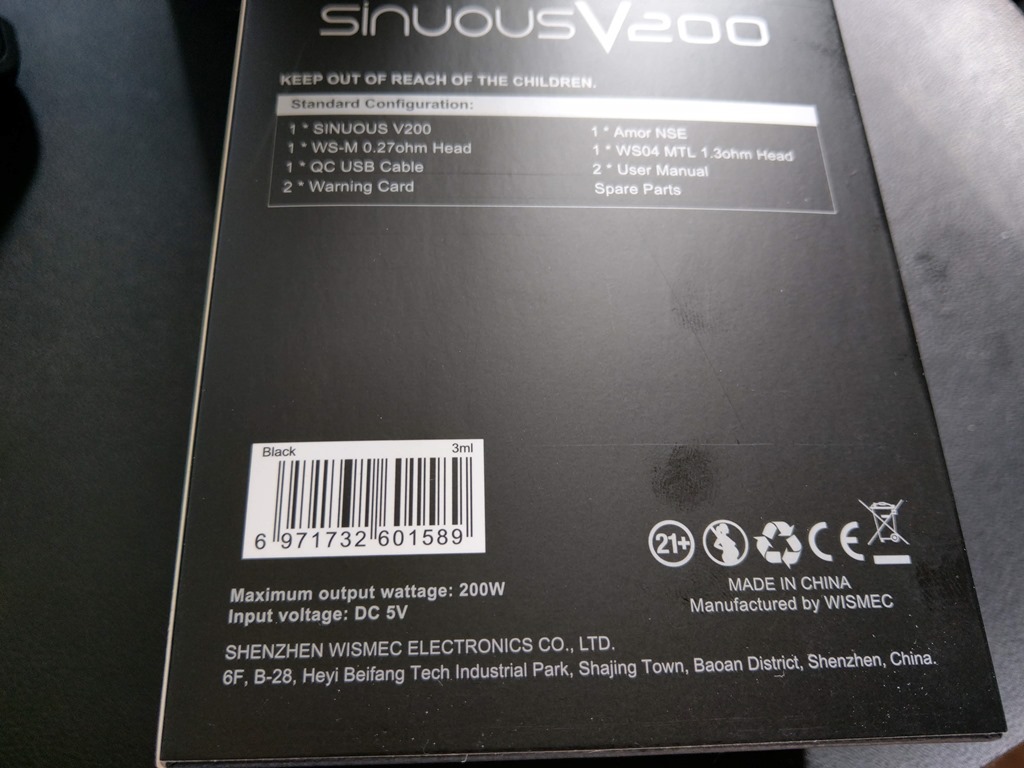 sinuous V200
KEEP OUT OF REACH OF THE CHILDREN.
Standard Configuration:
1 * SINUOUS V200
1 * WS-M 0.27ohm Head
1 * QC USB Cable
2 * Warning Card
1 * Amor NSE
1 * WS04 MTL 1.3ohm Head
2 * User Manual
Spare Parts
Black 3ml
6 971732 601589
21+
CE
MADE IN CHINA
Manufactured by WISMEC
Maximum output wattage: 200W
Input voltage: DC 5V
SHENZHEN WISMEC ELECTRONICS CO., LTD.
6F, B-28, Heyi Beifang Tech Industrial Park, Shajing Town, Baoan District, Shenzhen, China.